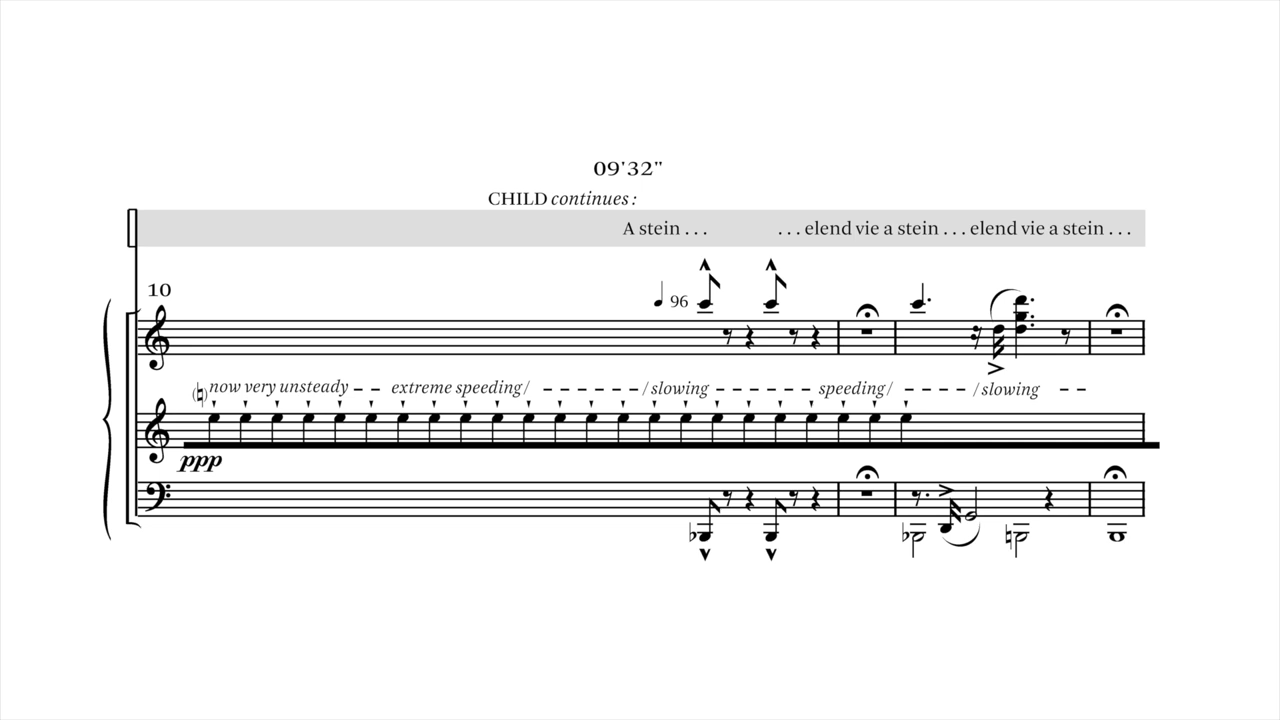 09'32"
CHILD continues :
A stein . . . . . . elend vie a stein . . . elend vie a stein . . .
10
96
now very unsteady – – extreme speeding/ – – – – – – – /slowing – – – – – – – speeding/ – – – – – /slowing – –
ppp